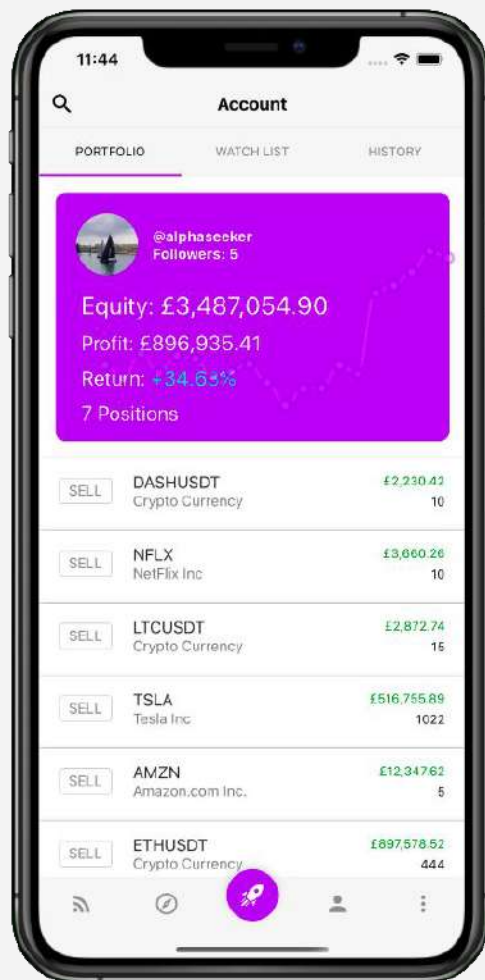 11:44
Account
PORTFOLIO
WATCH LIST
HISTORY
@alphaseeker
Followers: 5
Equity: £3,487,054.90
Profit: £896,935.41
Return: +34.63%
7 Positions
SELL
DASHUSDT
Crypto Currency
£2,230.42
10
SELL
NFLX
NetFlix Inc
£3,660.26
10
SELL
LTCUSDT
Crypto Currency
£2,872.74
15
SELL
TSLA
Tesla Inc
£516,755.89
1022
SELL
AMZN
Amazon.com Inc.
£12,347.62
5
SELL
ETHUSDT
Crypto Currency
£897,578.52
444